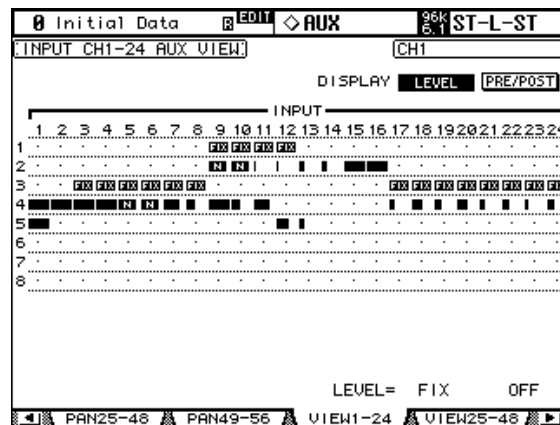 0 Initial Data R EDIT ◇AUX 96k 6.1 ST-L-ST
INPUT CH1-24 AUX VIEW CH1
DISPLAY LEVEL PRE/POST
INPUT
1 2 3 4 5 6 7 8 9 10 11 12 13 14 15 16 17 18 19 20 21 22 23 24
1 FIX FIX FIX FIX
2 N N
3 FIX FIX FIX FIX FIX FIX FIX FIX FIX FIX FIX FIX FIX
4 N N
5
6
7
8
LEVEL= FIX OFF
PAN25-48 PAN49-56 VIEW1-24 VIEW25-48